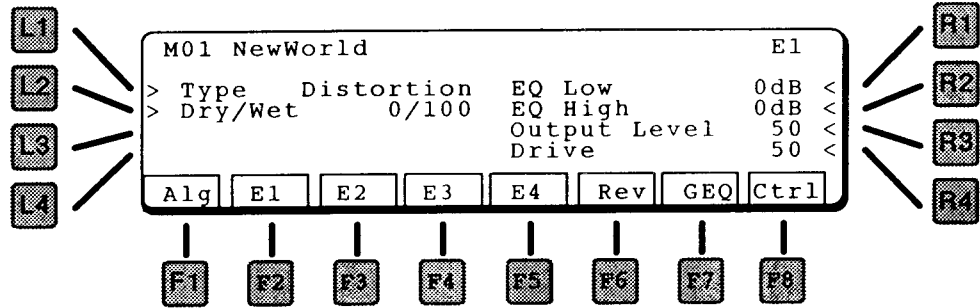 L1
L2
L3
L4
M01 NewWorld E1
> Type Distortion EQ Low 0dB <
> Dry/Wet 0/100 EQ High 0dB <
Output Level 50 <
Drive 50 <
Alg E1 E2 E3 E4 Rev GEQ Ctrl
R1
R2
R3
R4
F1 F2 F3 F4 F5 F6 F7 F8